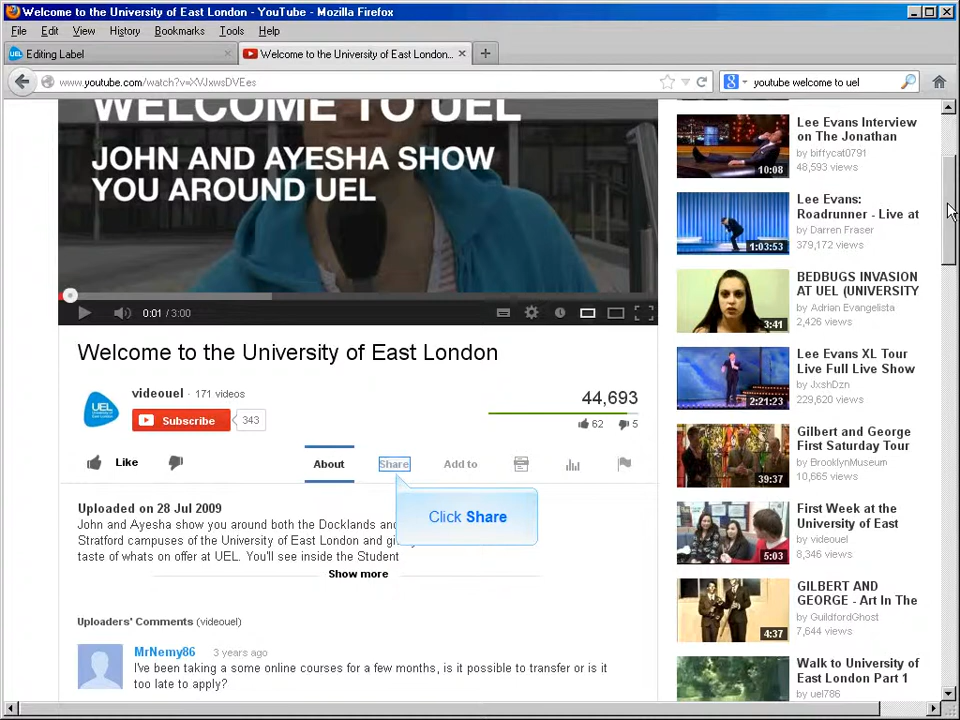 Welcome to the University of East London - YouTube - Mozilla Firefox
File Edit View History Bookmarks Tools Help
UEL Editing Label × Welcome to the University of East London... × +
www.youtube.com/watch?v=XVJxwsDVEes
youtube welcome to uel
WELCOME TO UEL
JOHN AND AYESHA SHOW
YOU AROUND UEL
0:01 / 3:00
Welcome to the University of East London
UEL
videouel · 171 videos
Subscribe 343
44,693
62 5
Like
About Share Add to
Click Share
Uploaded on 28 Jul 2009
John and Ayesha show you around both the Docklands and
Stratford campuses of the University of East London and
taste of whats on offer at UEL. You'll see inside the Student
Show more
Uploaders' Comments (videouel)
MrNemy86 3 years ago
I've been taking a some online courses for a few months, is it possible to transfer or is it
too late to apply?
Lee Evans Interview
on The Jonathan
by biffycat0791
48,593 views
10:08
Lee Evans:
Roadrunner - Live at
by Darren Fraser
379,172 views
1:03:53
BEDBUGS INVASION
AT UEL (UNIVERSITY
by Adrian Evangelista
2,426 views
3:41
Lee Evans XL Tour
Live Full Live Show
by JxshDzn
229,620 views
2:21:23
Gilbert and George
First Saturday Tour
by BrooklynMuseum
10,665 views
39:37
First Week at the
University of East
by videouel
8,346 views
5:03
GILBERT AND
GEORGE - Art In The
by GuildfordGhost
7,644 views
4:37
Walk to University of
East London Part 1
by uel786